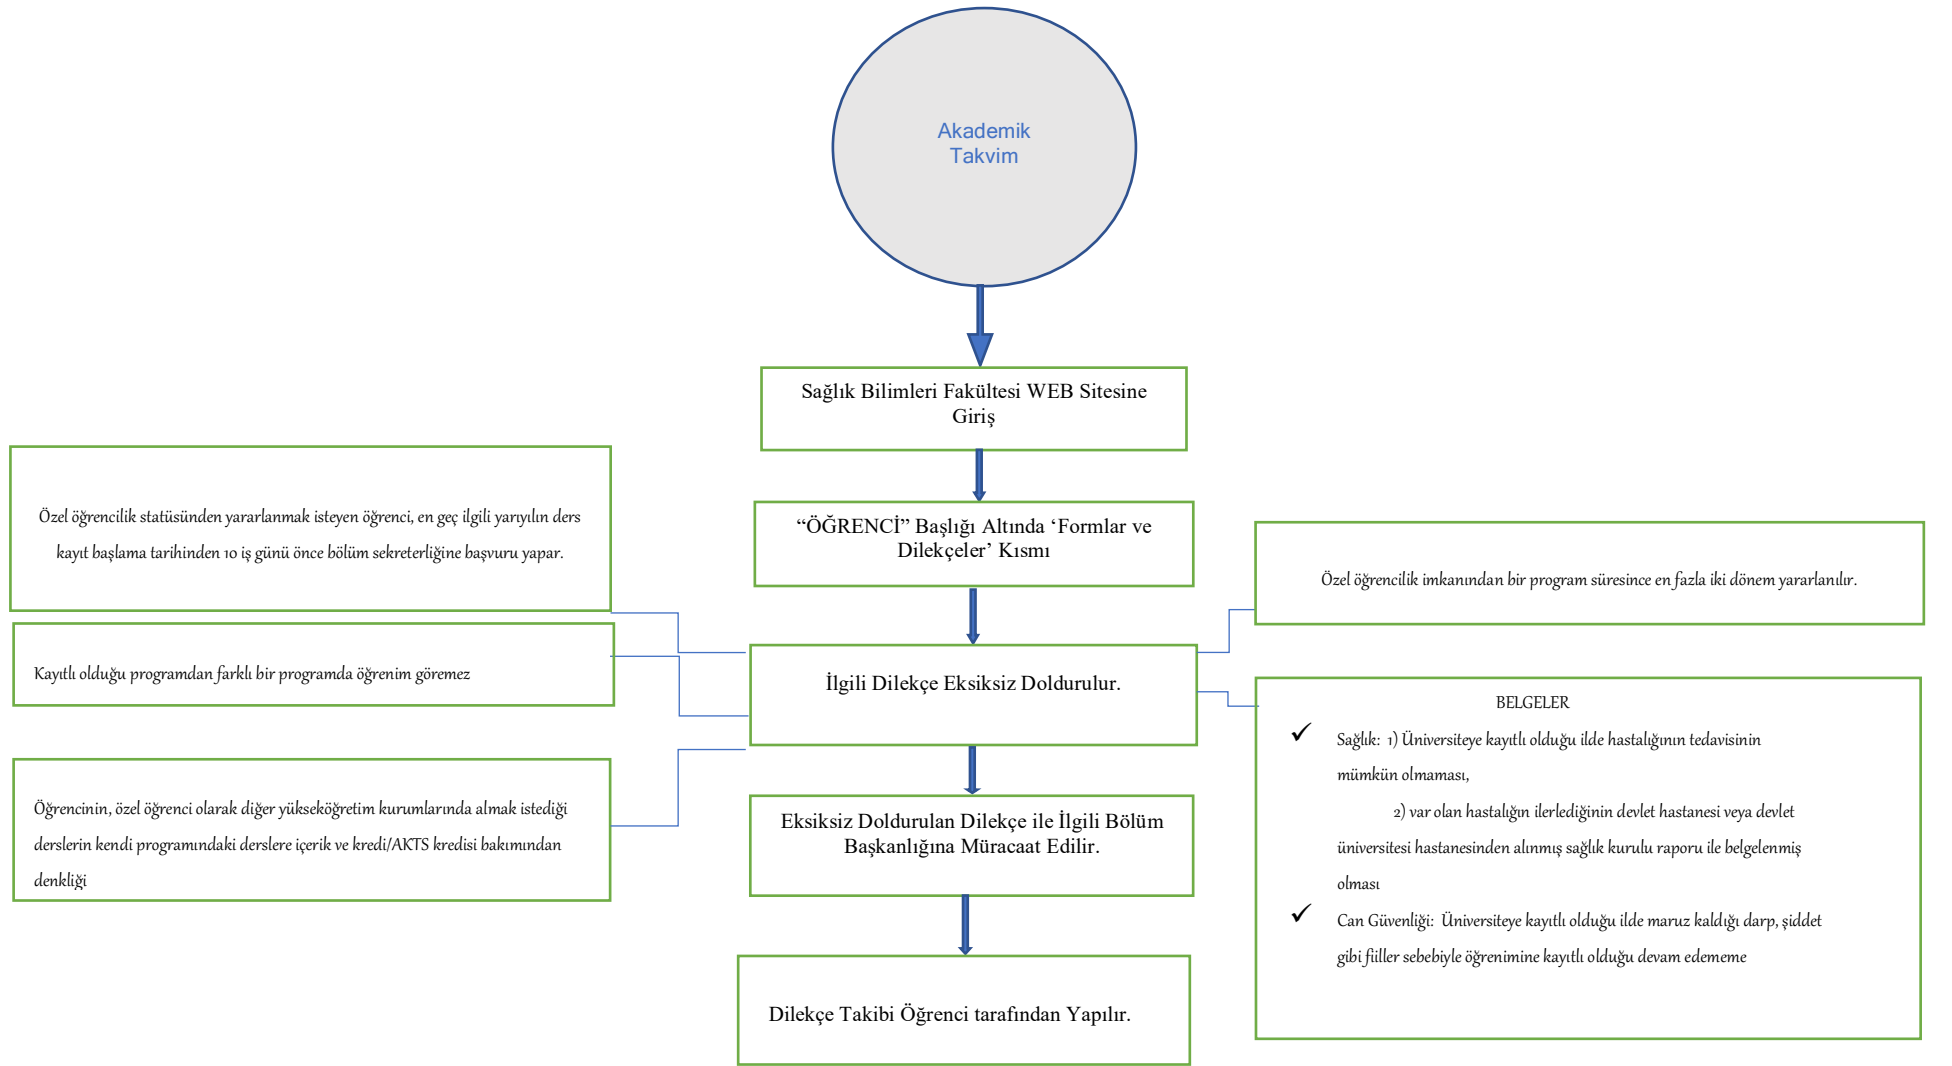 Akademik
Takvim
Sağlık Bilimleri Fakültesi WEB Sitesine
Giriş
“ÖĞRENCİ” Başlığı Altında ‘Formlar ve
Dilekçeler’ Kısmı
İlgili Dilekçe Eksiksiz Doldurulur.
Eksiksiz Doldurulan Dilekçe ile İlgili Bölüm
Başkanlığına Müracaat Edilir.
Dilekçe Takibi Öğrenci tarafından Yapılır.
Özel öğrencilik statüsünden yararlanmak isteyen öğrenci, en geç ilgili yarıyılın ders
kayıt başlama tarihinden 10 iş günü önce bölüm sekreterliğine başvuru yapar.
Kayıtlı olduğu programdan farklı bir programda öğrenim göremez
Öğrencinin, özel öğrenci olarak diğer yükseköğretim kurumlarında almak istediği
derslerin kendi programındaki derslere içerik ve kredi/AKTS kredisi bakımından
denkliği
Özel öğrencilik imkanından bir program süresince en fazla iki dönem yararlanılır.
BELGELER
✓ Sağlık: 1) Üniversiteye kayıtlı olduğu ilde hastalığının tedavisinin
mümkün olmaması,
2) var olan hastalığın ilerlediğinin devlet hastanesi veya devlet
üniversitesi hastanesinden alınmış sağlık kurulu raporu ile belgelenmiş
olması
✓ Can Güvenliği: Üniversiteye kayıtlı olduğu ilde maruz kaldığı darp, şiddet
gibi fiiller sebebiyle öğrenimine kayıtlı olduğu devam edememe